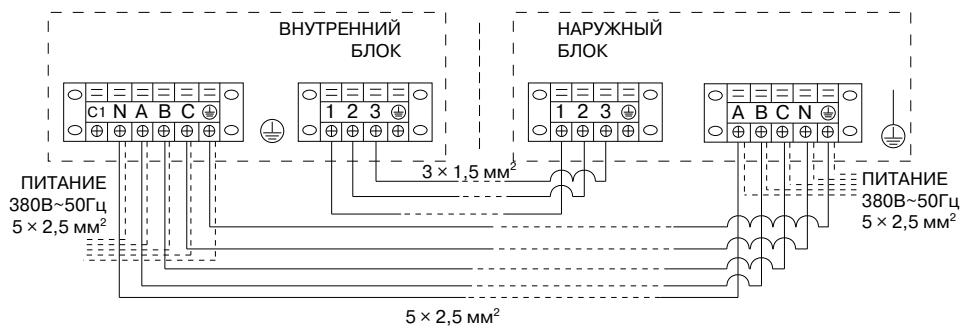 ВНУТРЕННИЙ
БЛОК
НАРУЖНЫЙ
БЛОК
C1 N A B C
1 2 3
1 2 3
A B C N
3 × 1,5 мм²
ПИТАНИЕ
380В~50Гц
5 × 2,5 мм²
ПИТАНИЕ
380В~50Гц
5 × 2,5 мм²
5 × 2,5 мм²